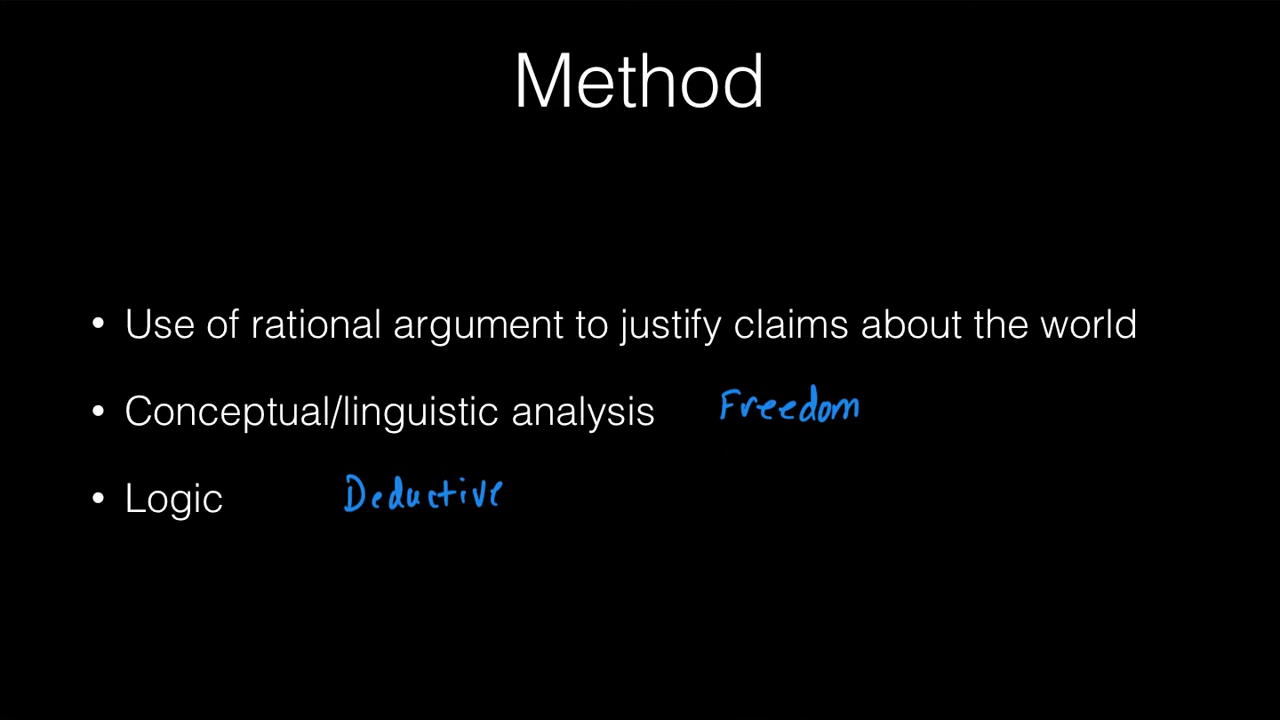 Method
• Use of rational argument to justify claims about the world
• Conceptual/linguistic analysis Freedom
• Logic Deductive